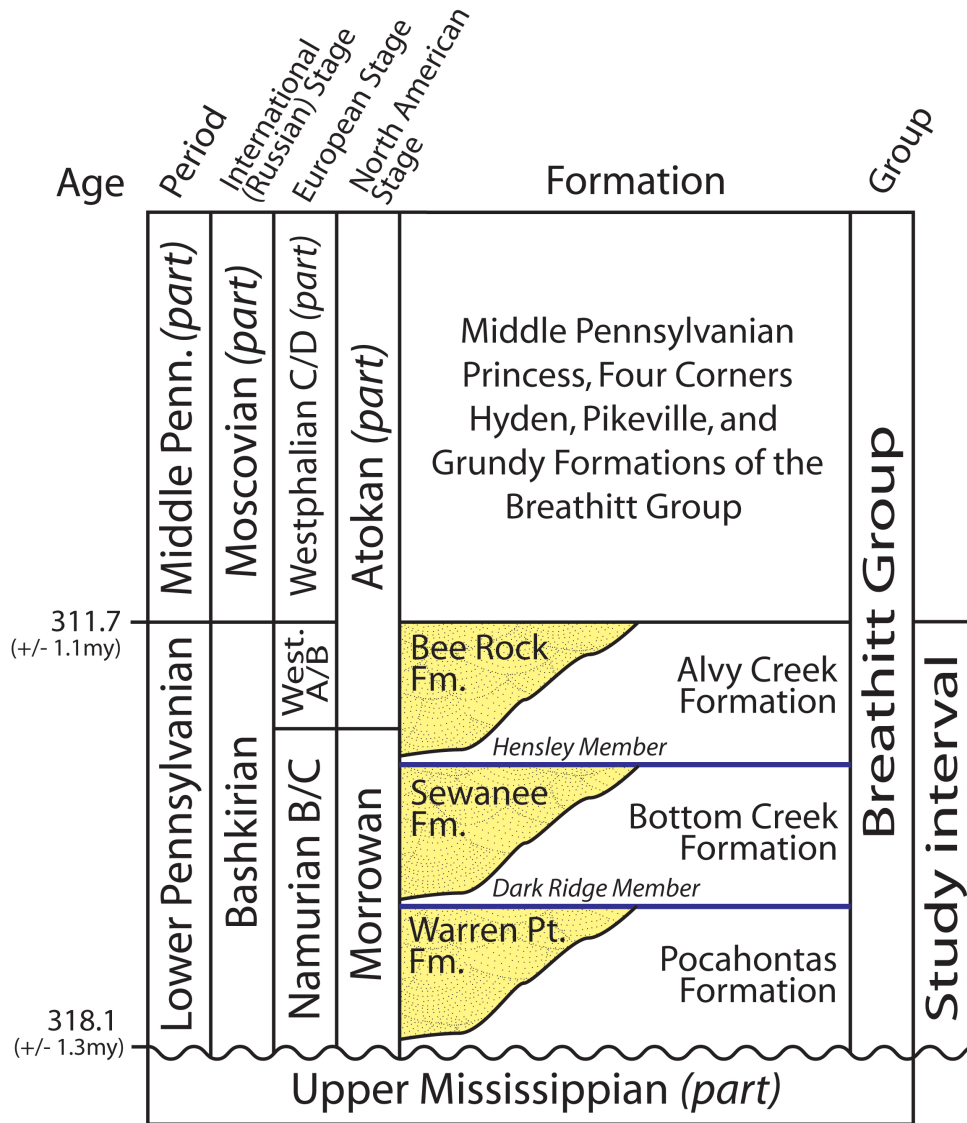 Age
Period
International
(Russian) Stage
European Stage
North American
Stage
Formation
Group
Middle Penn. (part)
Moscovian (part)
Westphalian C/D (part)
Atokan (part)
Middle Pennsylvanian
Princess, Four Corners
Hyden, Pikeville, and
Grundy Formations of the
Breathitt Group
Breathitt Group
311.7
(+/- 1.1my)
Lower Pennsylvanian
Bashkirian
West.
A/B
Namurian B/C
Morrowan
Bee Rock
Fm.
Alvy Creek
Formation
Hensley Member
Sewanee
Fm.
Bottom Creek
Formation
Dark Ridge Member
Warren Pt.
Fm.
Pocahontas
Formation
Study interval
318.1
(+/- 1.3my)
Upper Mississippian (part)